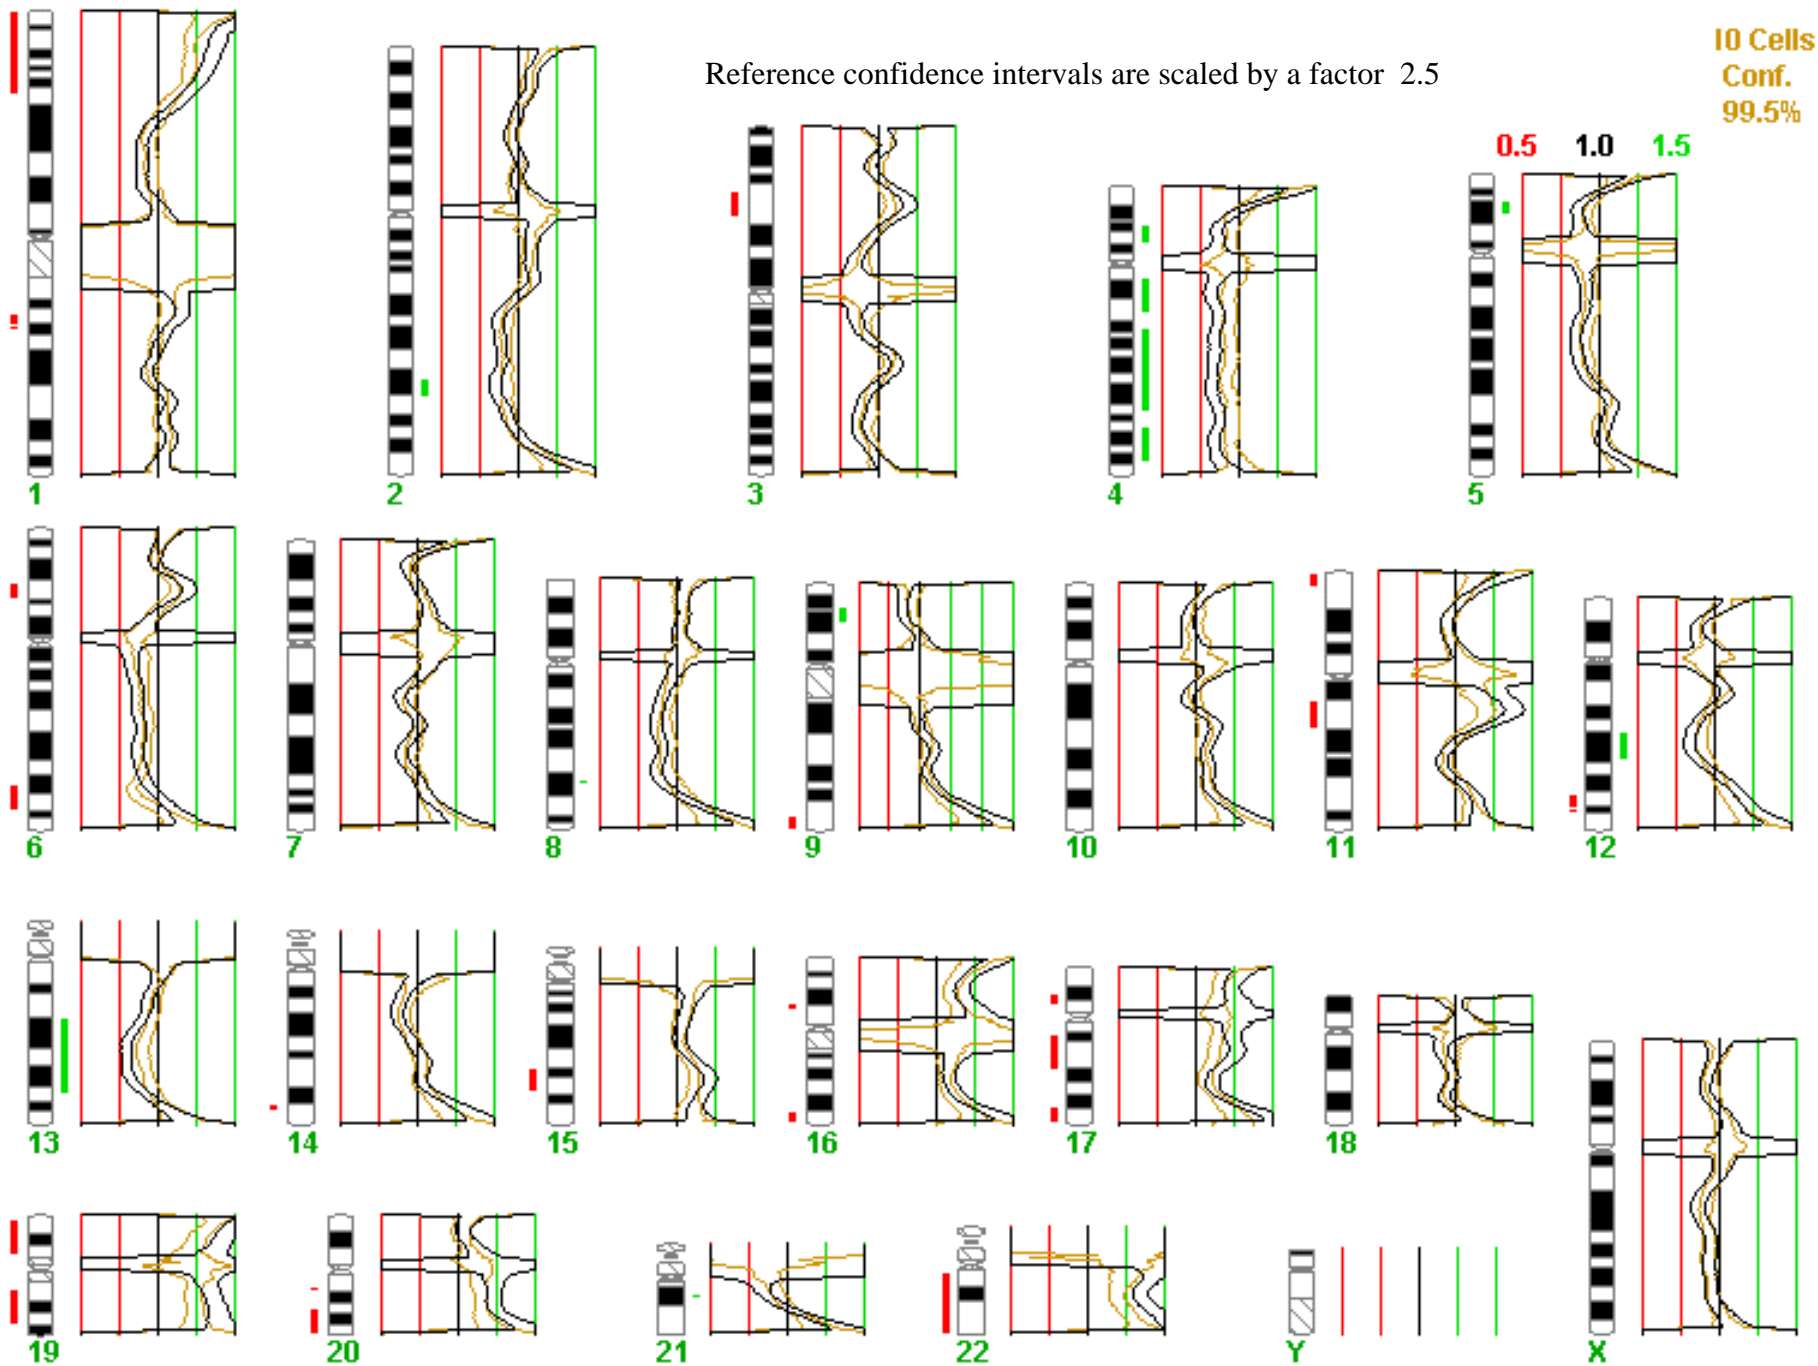 Reference confidence intervals are scaled by a factor 2.5
10 Cells
Conf.
99.5%
0.5 1.0 1.5
1 2 3 4 5
6 7 8 9 10 11 12
13 14 15 16 17 18
19 20 21 22 Y X